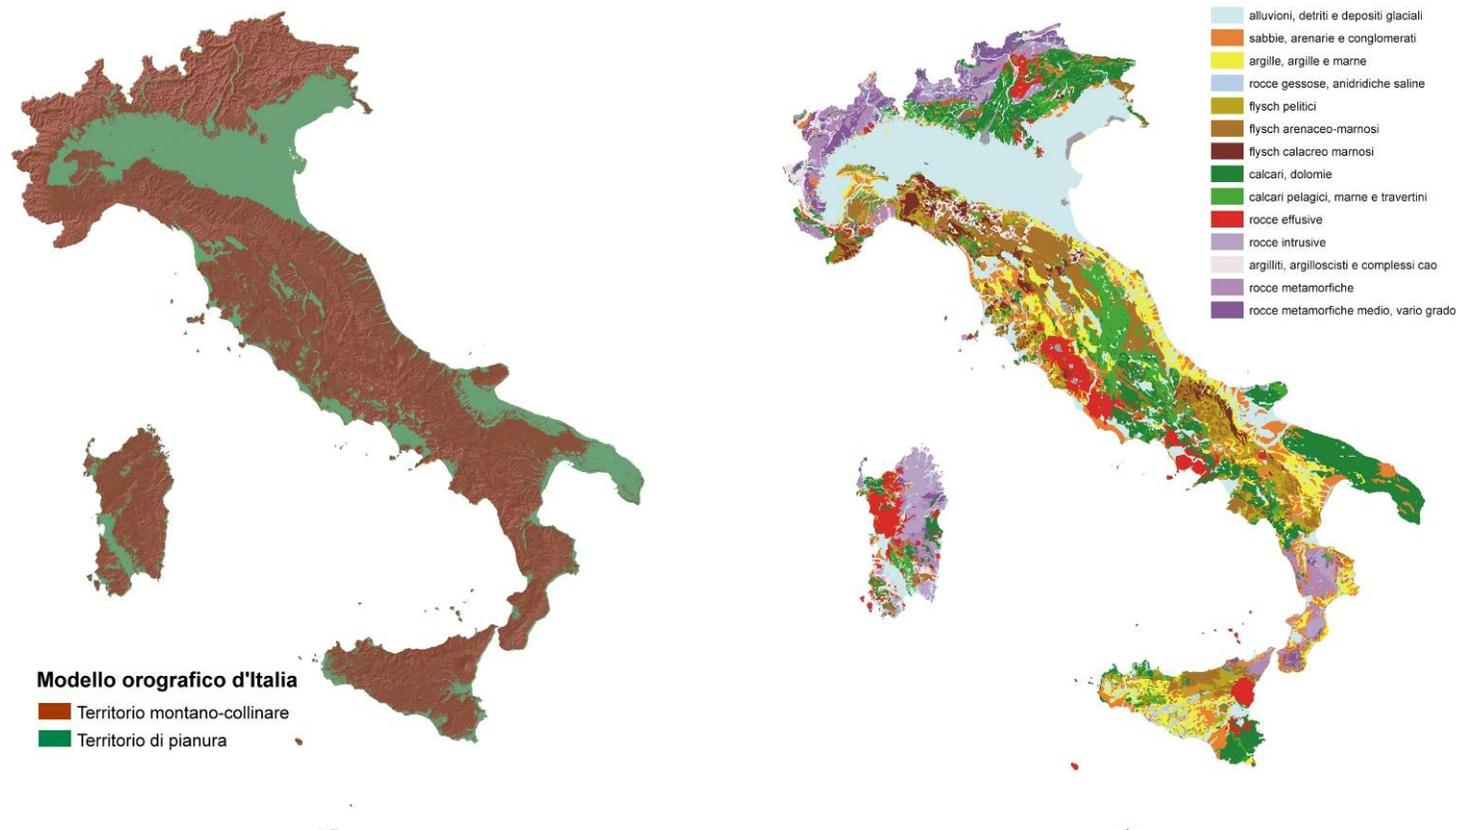 Modello orografico d'Italia
Territorio montano-collinare
Territorio di pianura
alluvioni, detriti e depositi glaciali
sabbie, arenarie e conglomerati
argille, argille e marne
rocce gessose, anidridiche saline
flysch pelitici
flysch arenaceo-marnosi
flysch calacreo marnosi
calcari, dolomie
calcari pelagici, marne e travertini
rocce effusive
rocce intrusive
argilliti, argilloscisti e complessi cao
rocce metamorfiche
rocce metamorfiche medio, vario grado